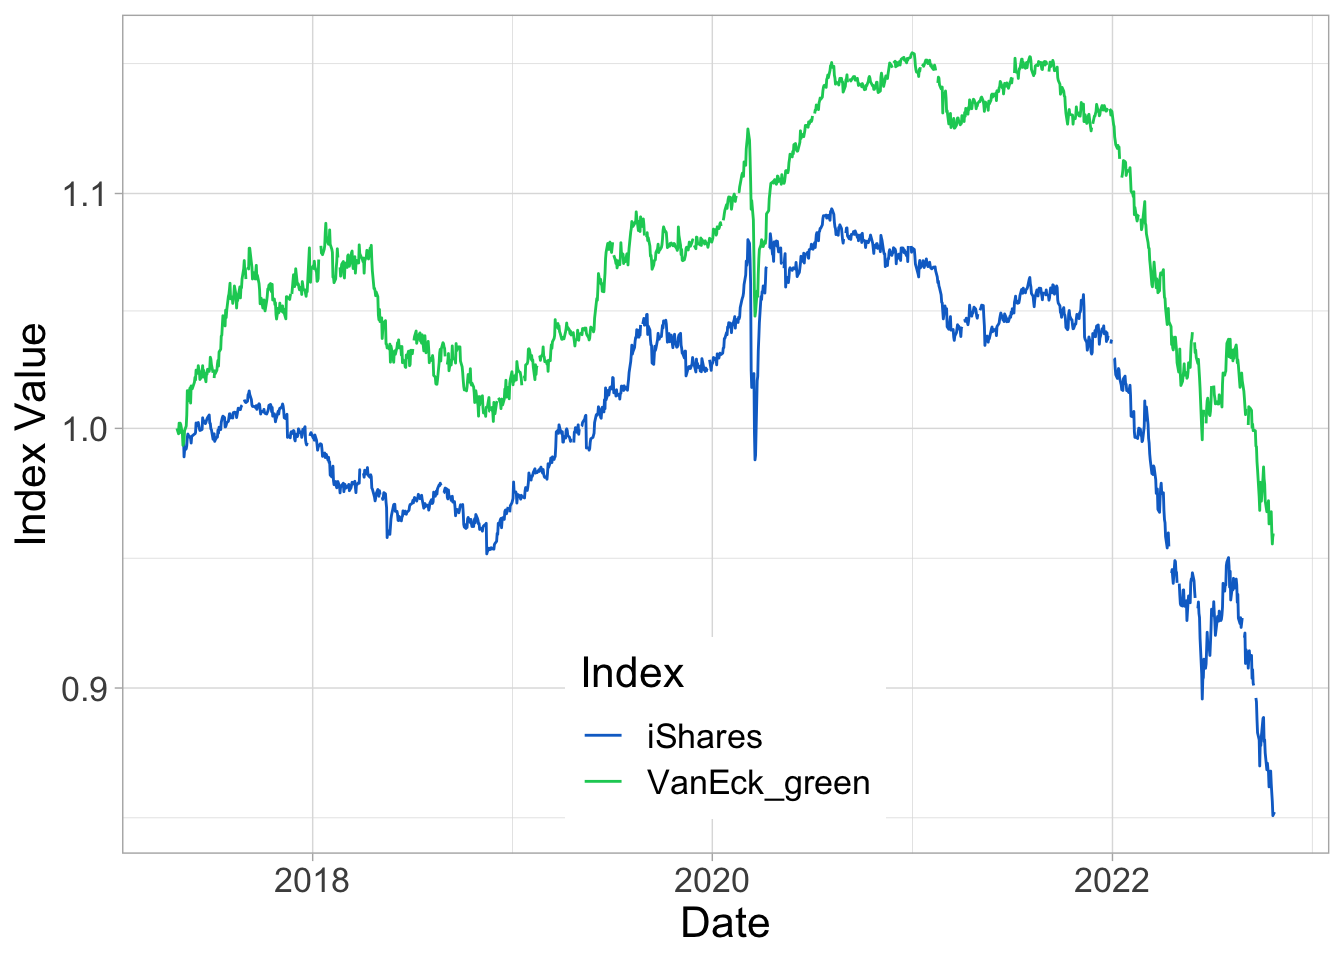 Index Value
1.1
1.0
0.9
Index
iShares
VanEck_green
2018
2020
2022
Date